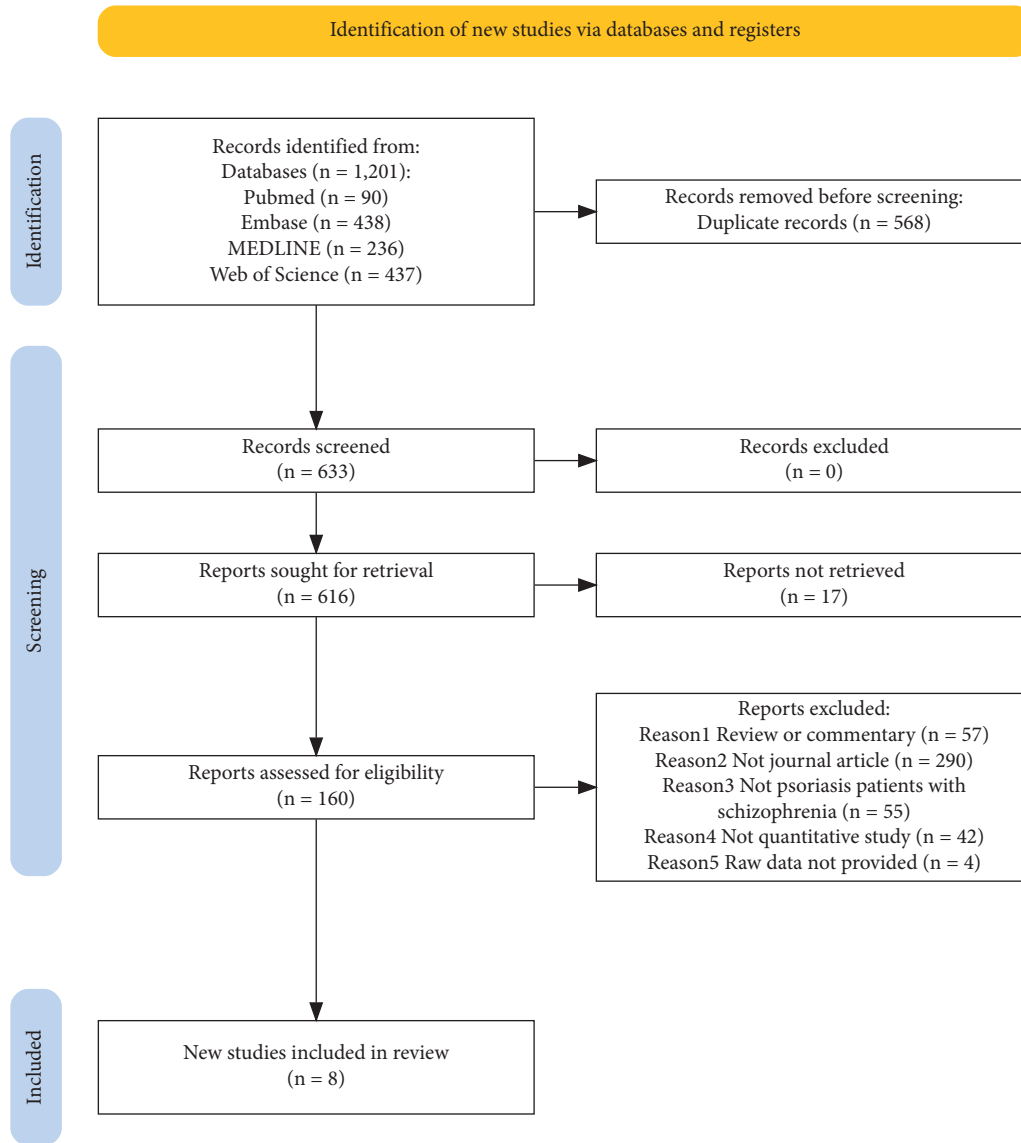 Identification of new studies via databases and registers
Identification
Records identified from:
Databases (n = 1,201):
Pubmed (n = 90)
Embase (n = 438)
MEDLINE (n = 236)
Web of Science (n = 437)
Records removed before screening:
Duplicate records (n = 568)
Screening
Records screened
(n = 633)
Records excluded
(n = 0)
Reports sought for retrieval
(n = 616)
Reports not retrieved
(n = 17)
Reports assessed for eligibility
(n = 160)
Reports excluded:
Reason1 Review or commentary (n = 57)
Reason2 Not journal article (n = 290)
Reason3 Not psoriasis patients with
schizophrenia (n = 55)
Reason4 Not quantitative study (n = 42)
Reason5 Raw data not provided (n = 4)
Included
New studies included in review
(n = 8)